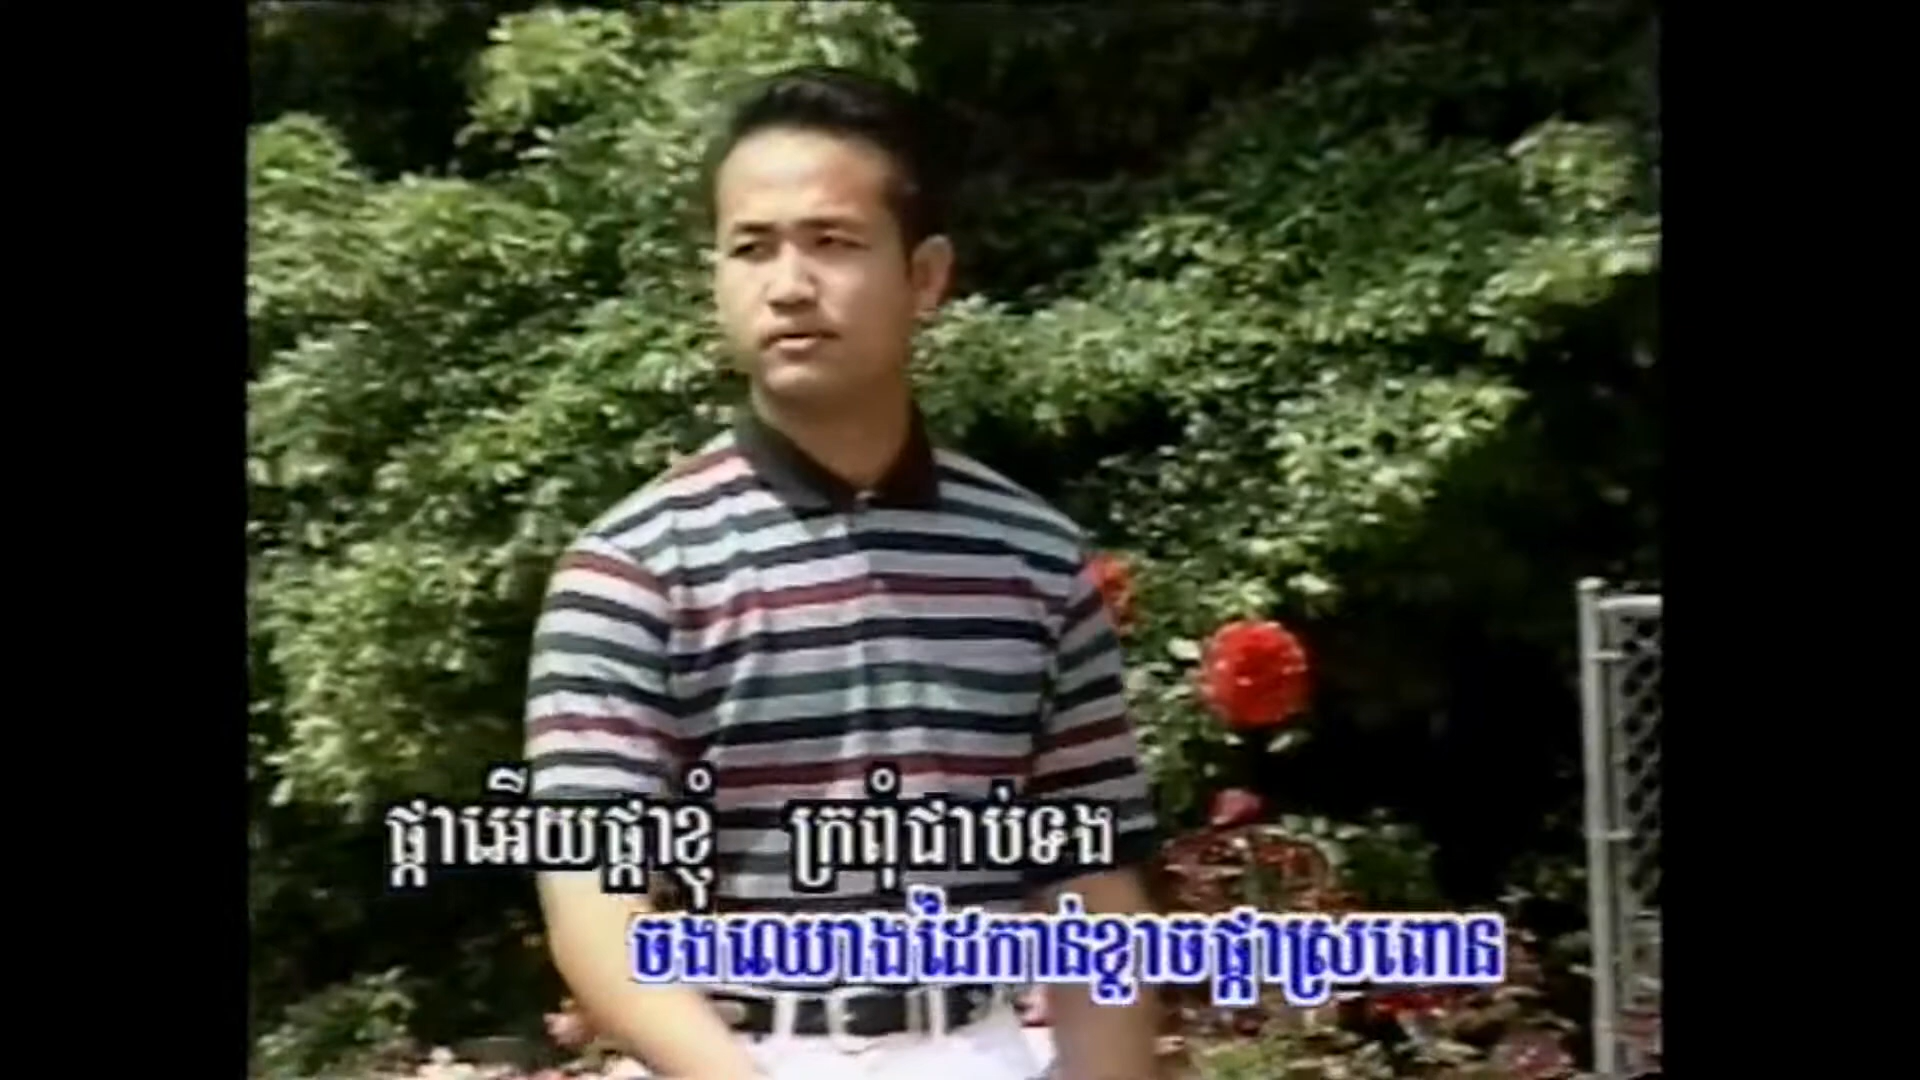 ផ្កាអើយផ្កាខ្ញុំ ក្រពុំជាប់ទង
ចង់ឈោងដៃកាន់ខ្លាចផ្កាស្រពោន